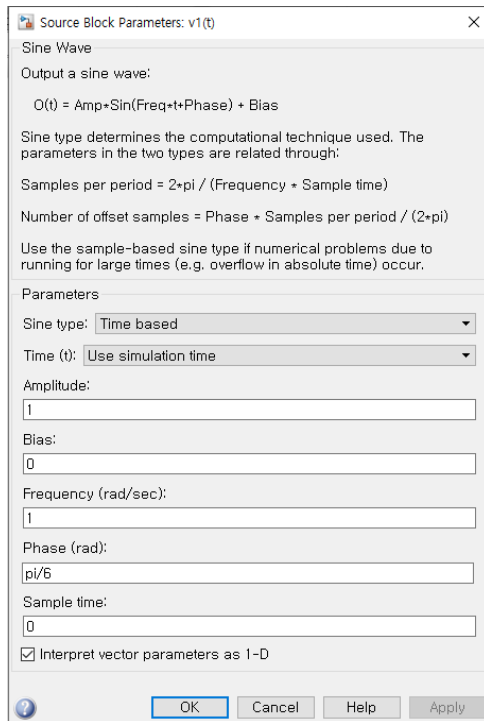 Source Block Parameters: v1(t)
Sine Wave
Output a sine wave:
O(t) = Amp*Sin(Freq*t+Phase) + Bias
Sine type determines the computational technique used. The
parameters in the two types are related through:
Samples per period = 2*pi / (Frequency * Sample time)
Number of offset samples = Phase * Samples per period / (2*pi)
Use the sample-based sine type if numerical problems due to
running for large times (e.g. overflow in absolute time) occur.
Parameters
Sine type: Time based
Time (t): Use simulation time
Amplitude:
1
Bias:
0
Frequency (rad/sec):
1
Phase (rad):
pi/6
Sample time:
0
Interpret vector parameters as 1-D
OK Cancel Help Apply